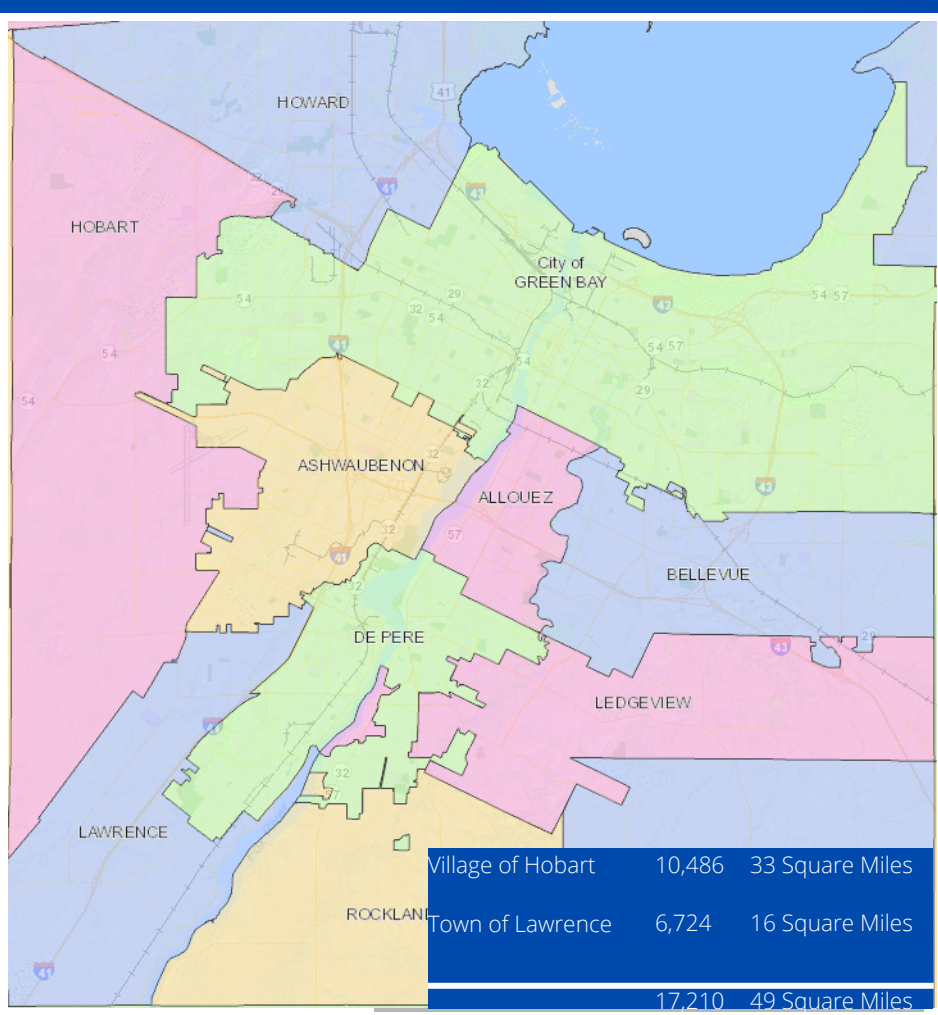 HOWARD
41
32
29
41
43
HOBART
City of
GREEN BAY
54
29
32
54
43
54 57
54
41
54
54 57
32
29
54
ASHWAUBENON
32
ALLOUEZ
43
32
57
41
BELLEVUE
32
DE PERE
29
43
LEDGEVIEW
41
32
LAWRENCE
Village of Hobart 10,486 33 Square Miles
ROCKLAN
Town of Lawrence 6,724 16 Square Miles
41
17,210 49 Square Miles